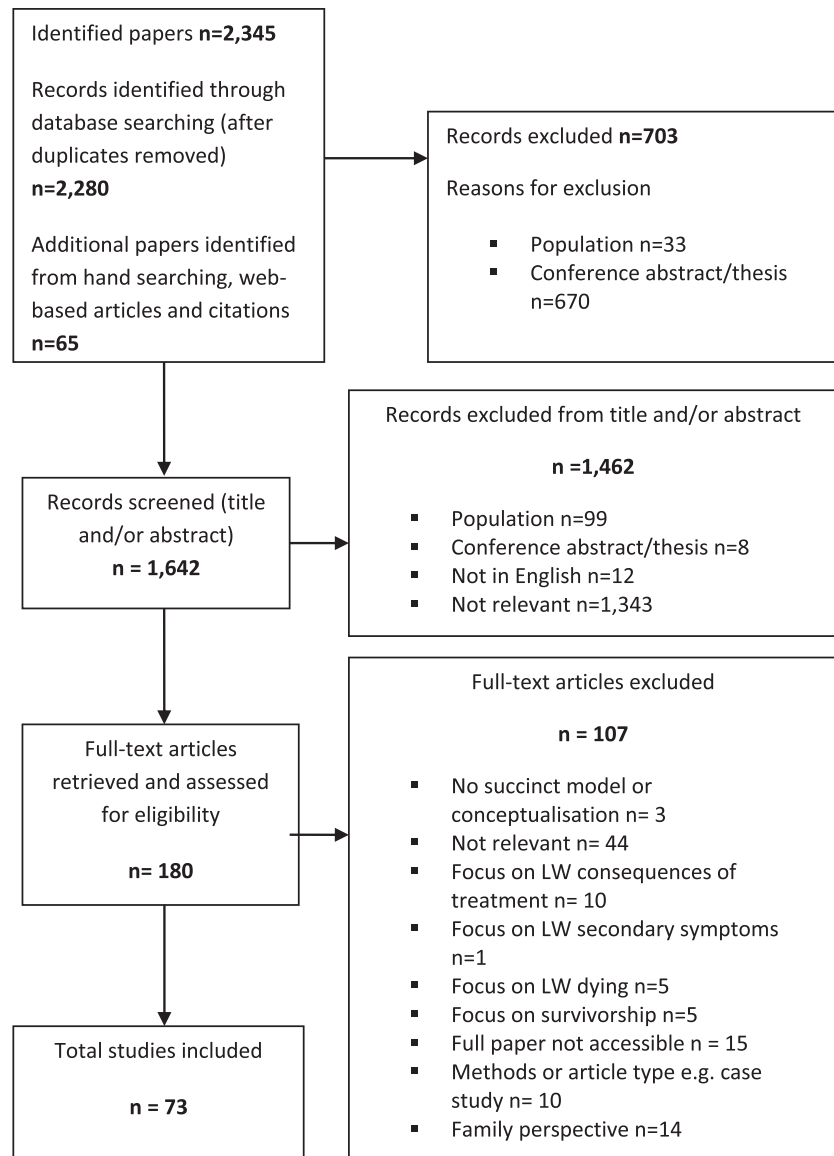 Identified papers n=2,345
Records identified through
database searching (after
duplicates removed)
n=2,280
Additional papers identified
from hand searching, web-
based articles and citations
n=65
Records excluded n=703
Reasons for exclusion
▪ Population n=33
▪ Conference abstract/thesis
n=670
Records screened (title
and/or abstract)
n = 1,642
Records excluded from title and/or abstract
n =1,462
▪ Population n=99
▪ Conference abstract/thesis n=8
▪ Not in English n=12
▪ Not relevant n=1,343
Full-text articles
retrieved and assessed
for eligibility
n= 180
Full-text articles excluded
n = 107
▪ No succinct model or
conceptualisation n= 3
▪ Not relevant n= 44
▪ Focus on LW consequences of
treatment n= 10
▪ Focus on LW secondary symptoms
n=1
▪ Focus on LW dying n=5
▪ Focus on survivorship n=5
▪ Full paper not accessible n = 15
▪ Methods or article type e.g. case
study n= 10
▪ Family perspective n=14
Total studies included
n = 73